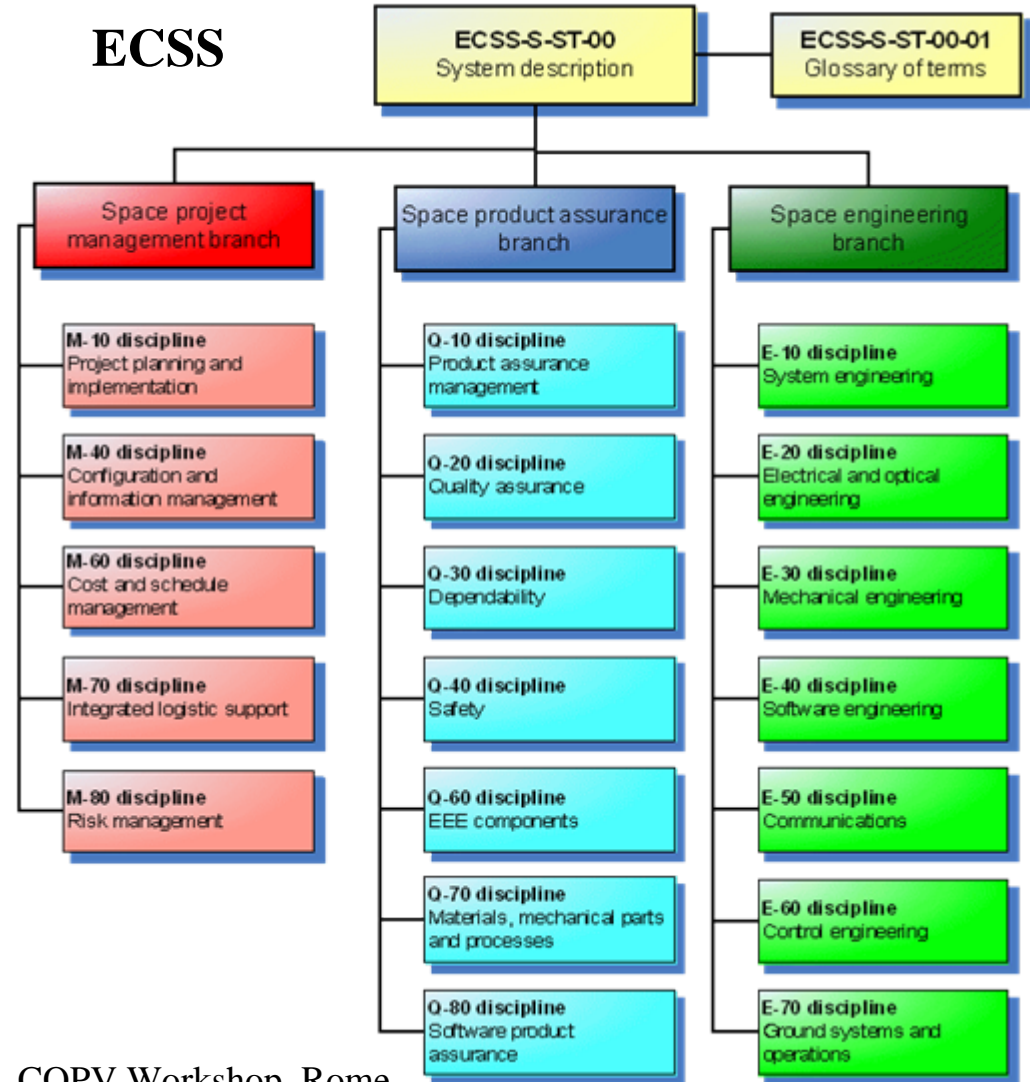 ECSS
ECSS-S-ST-00
System description
ECSS-S-ST-00-01
Glossary of terms
Space project
management branch
Space product assurance
branch
Space engineering
branch
M-10 discipline
Project planning and
implementation
M-40 discipline
Configuration and
information management
M-60 discipline
Cost and schedule
management
M-70 discipline
Integrated logistic support
M-80 discipline
Risk management
Q-10 discipline
Product assurance
management
Q-20 discipline
Quality assurance
Q-30 discipline
Dependability
Q-40 discipline
Safety
Q-60 discipline
EEE components
Q-70 discipline
Materials, mechanical parts
and processes
Q-80 discipline
Software product
assurance
E-10 discipline
System engineering
E-20 discipline
Electrical and optical
engineering
E-30 discipline
Mechanical engineering
E-40 discipline
Software engineering
E-50 discipline
Communications
E-60 discipline
Control engineering
E-70 discipline
Ground systems and
operations
COPV Workshop, Rome